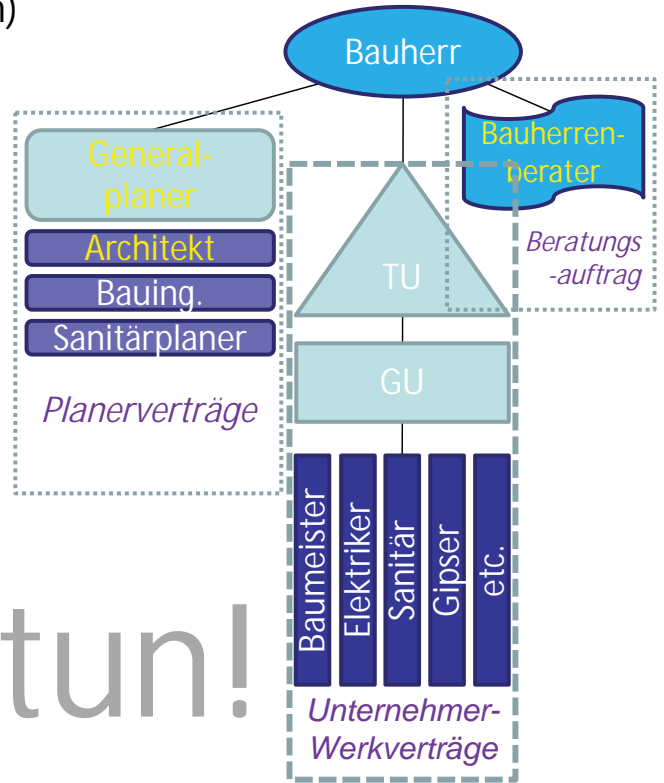 n)
Bauherr
General-
planer
Architekt
Bauing.
Sanitärplaner
Planerverträge
Bauherren-
berater
Beratungs
-auftrag
TU
GU
Baumeister
Elektriker
Sanitär
Gipser
etc.
Unternehmer-
Werkverträge
tun!